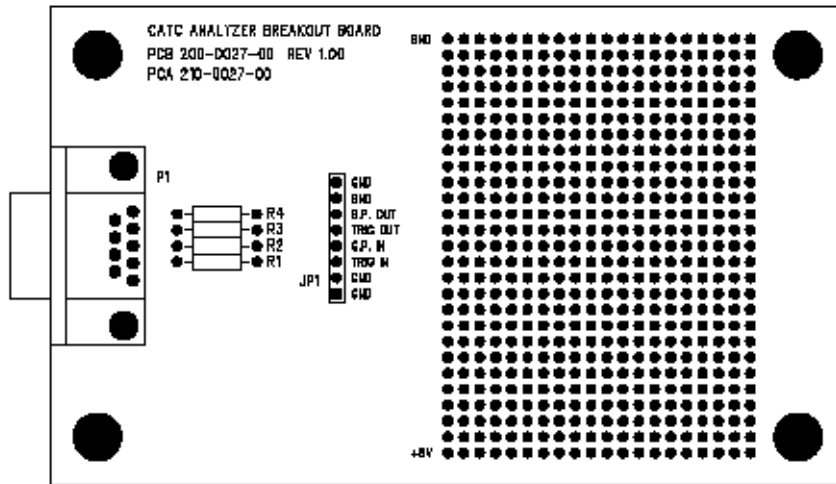 CATC ANALYZER BREAKOUT BOARD
PCB 200-0027-00 REV 1.00
PCA 210-0027-00
GND
P1
R4
R3
R2
R1
JP1
GND
GND
G.P. OUT
TRIG OUT
G.P. IN
TRIG IN
GND
GND